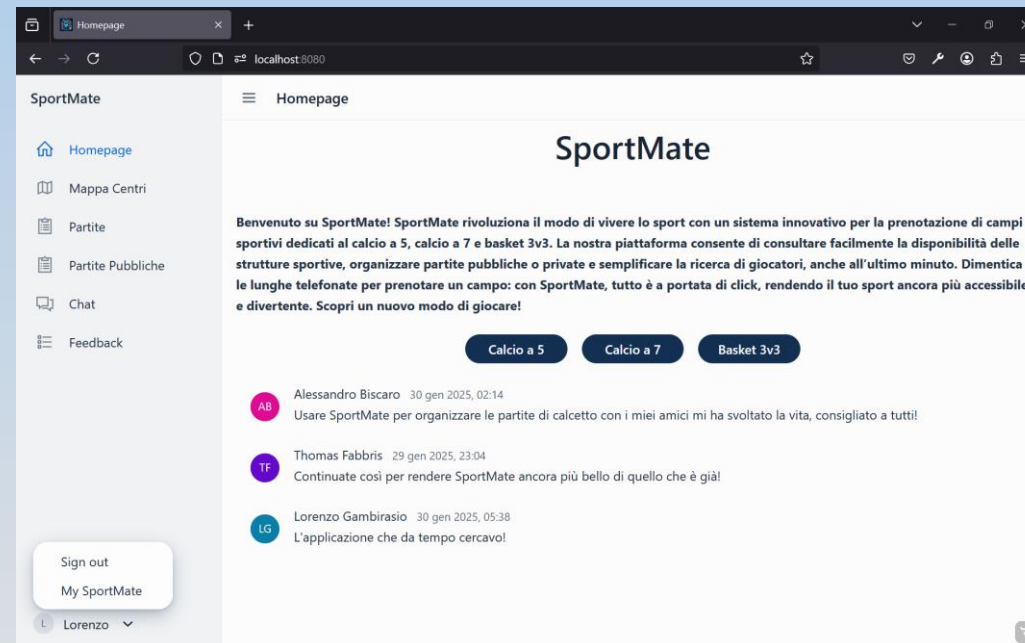 Homepage
localhost:8080
SportMate
Homepage
Homepage
Mappa Centri
Partite
Partite Pubbliche
Chat
Feedback
Sign out
My SportMate
L
Lorenzo
SportMate
Benvenuto su SportMate! SportMate rivoluziona il modo di vivere lo sport con un sistema innovativo per la prenotazione di campi
sportivi dedicati al calcio a 5, calcio a 7 e basket 3v3. La nostra piattaforma consente di consultare facilmente la disponibilità delle
strutture sportive, organizzare partite pubbliche o private e semplificare la ricerca di giocatori, anche all'ultimo minuto. Dimentica
le lunghe telefonate per prenotare un campo: con SportMate, tutto è a portata di click, rendendo il tuo sport ancora più accessibile
e divertente. Scopri un nuovo modo di giocare!
Calcio a 5 Calcio a 7 Basket 3v3
AB
Alessandro Biscaro 30 gen 2025, 02:14
Usare SportMate per organizzare le partite di calcetto con i miei amici mi ha svoltato la vita, consigliato a tutti!
TF
Thomas Fabbris 29 gen 2025, 23:04
Continuate così per rendere SportMate ancora più bello di quello che è già!
LG
Lorenzo Gambirasio 30 gen 2025, 05:38
L'applicazione che da tempo cercavo!